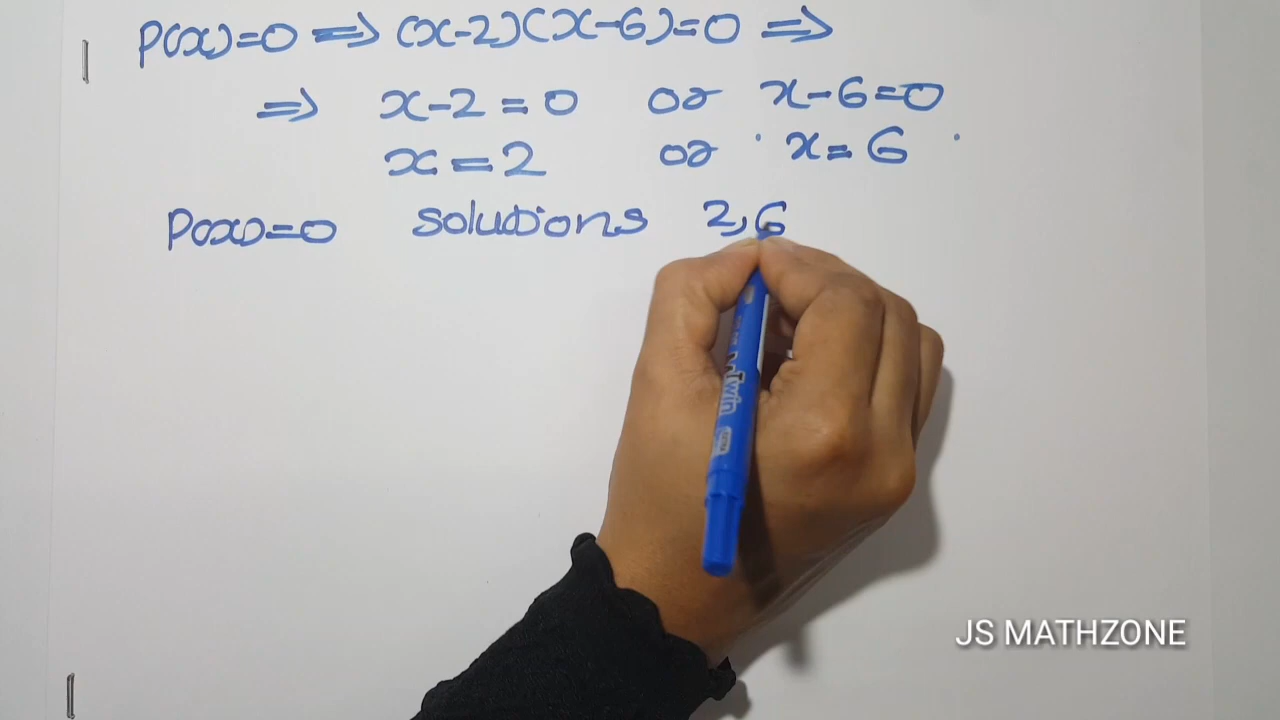 P(x)=0 ⇒ (x-2)(x-6)=0 ⇒
⇒ x-2=0 or x-6=0
x=2 or x=6
P(x)=0 solutions 2,6
JS MATHZONE